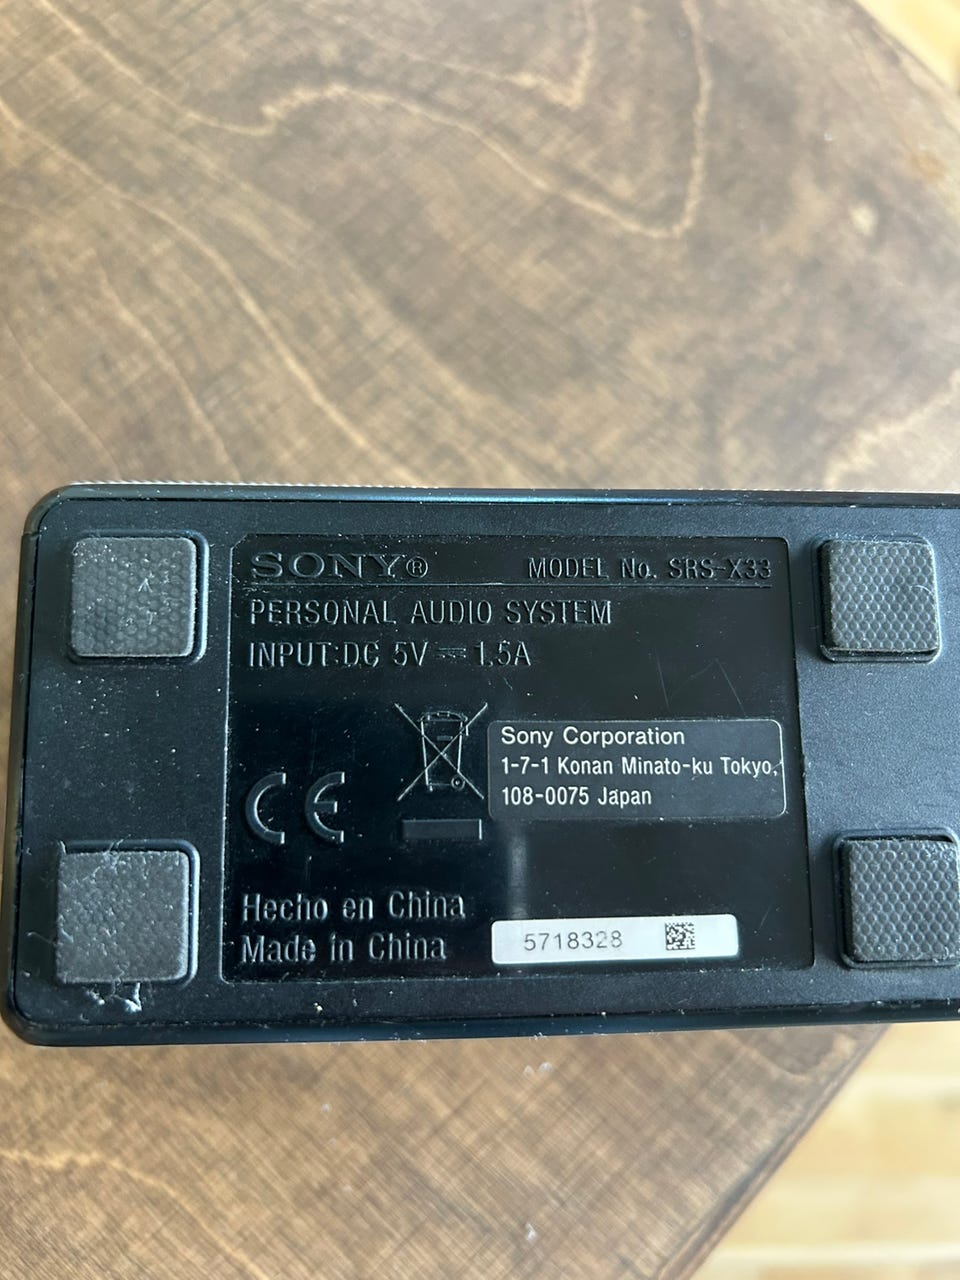 SONY® MODEL No. SRS-X33
PERSONAL AUDIO SYSTEM
INPUT:DC 5V ⎓ 1.5A
Sony Corporation
1-7-1 Konan Minato-ku Tokyo,
108-0075 Japan
CE
Hecho en China
Made in China
5718328